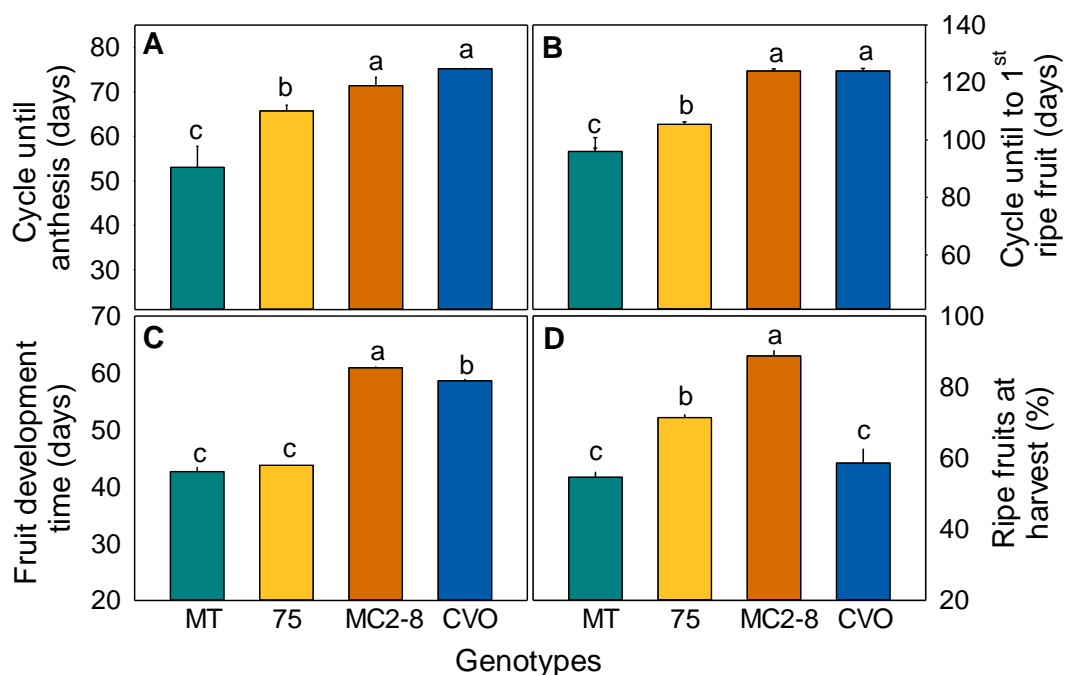 Cycle until
anthesis (days)
80
70
60
50
40
30
A
c
b
a
a
B
c
b
a
a
140
120
100
80
60
Cycle until to 1st
ripe fruit (days)
Fruit development
time (days)
70
60
50
40
30
20
C
c
c
a
b
D
c
b
a
c
100
80
60
40
20
Ripe fruits at
harvest (%)
MT 75 MC2-8 CVO
MT 75 MC2-8 CVO
Genotypes